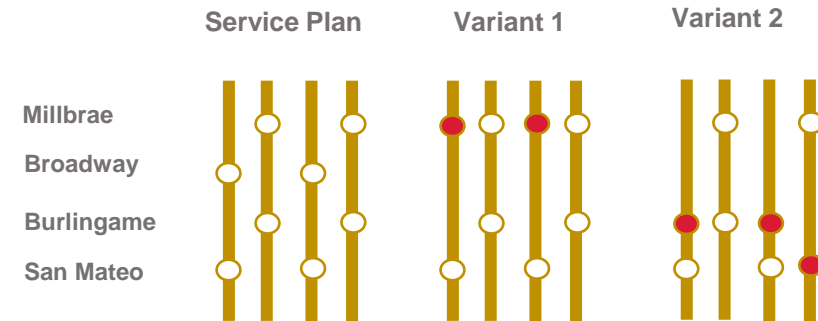 Service Plan
Variant 1
Variant 2
Millbrae
Broadway
Burlingame
San Mateo